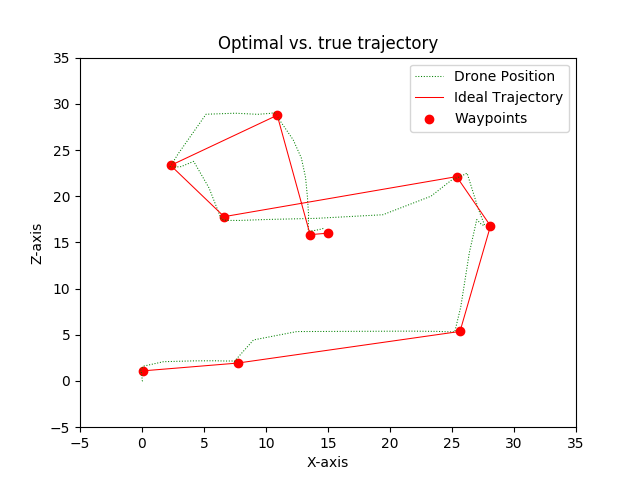 Optimal vs. true trajectory
Drone Position
Ideal Trajectory
Waypoints
35
30
25
20
15
10
5
0
−5
Z-axis
−5 0 5 10 15 20 25 30 35
X-axis